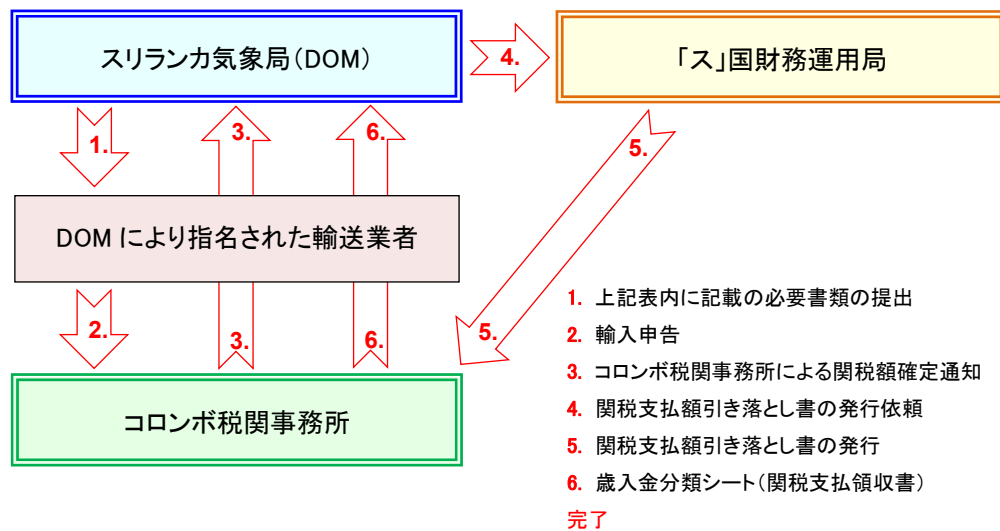 スリランカ気象局（DOM）
4.
「ス」国財務運用局
1.
3.
6.
5.
DOM により指名された輸送業者
2.
3.
6.
5.
コロンボ税関事務所
1. 上記表内に記載の必要書類の提出
2. 輸入申告
3. コロンボ税関事務所による関税額確定通知
4. 関税支払額引き落とし書の発行依頼
5. 関税支払額引き落とし書の発行
6. 歳入金分類シート（関税支払領収書）
完了